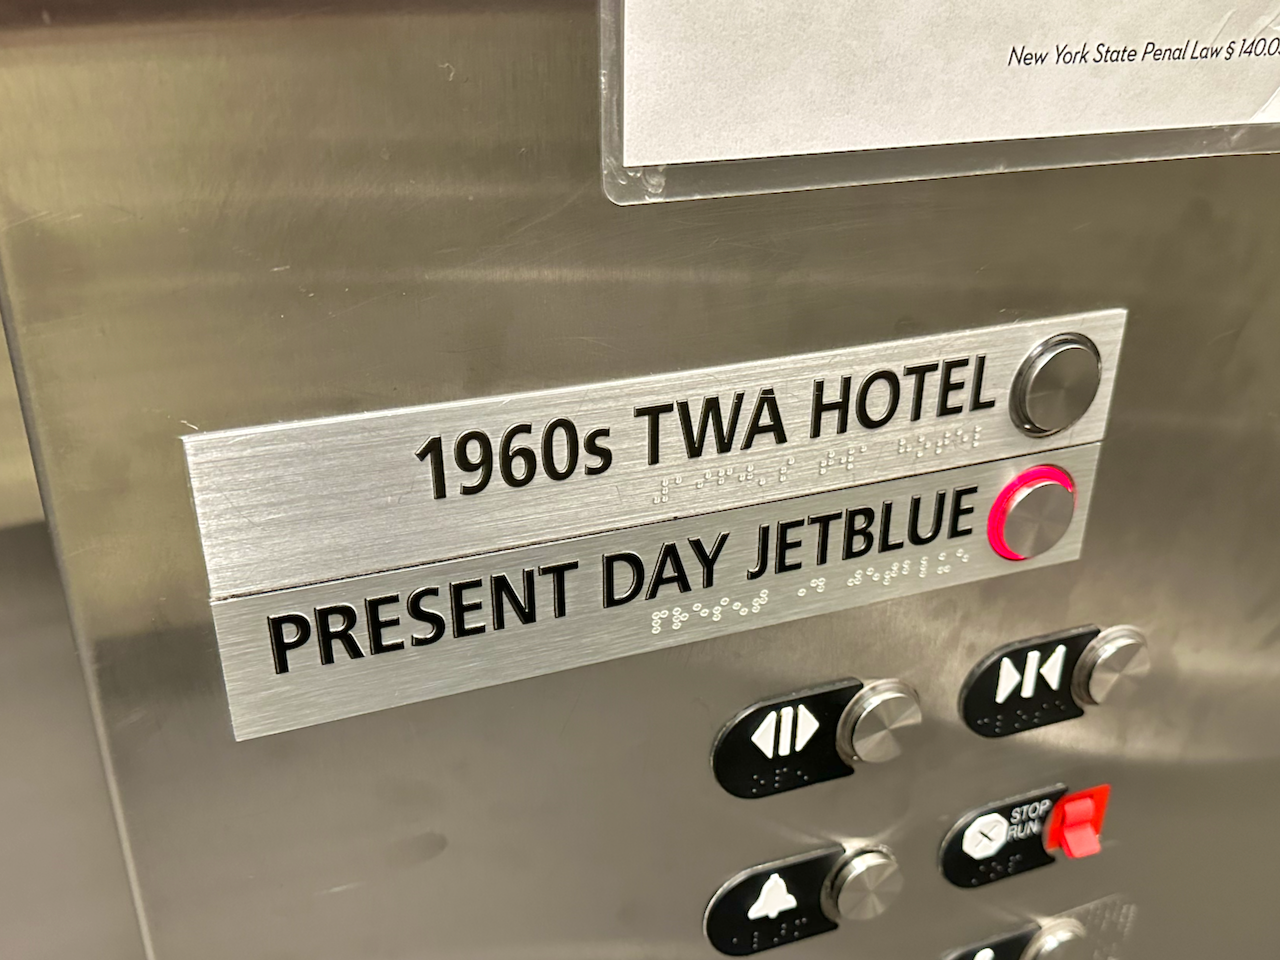 New York State Penal Law § 140.0
1960s TWA HOTEL
PRESENT DAY JETBLUE
STOP
RUN